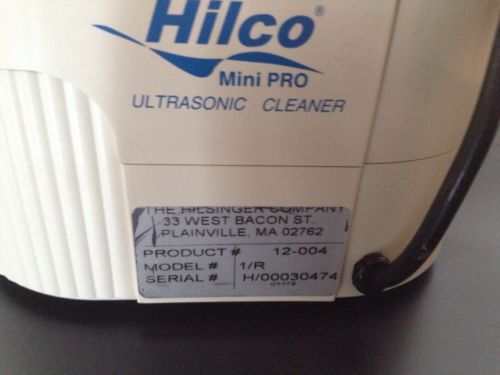 Hilco®
Mini PRO
ULTRASONIC CLEANER
THE HILSINGER COMPANY
33 WEST BACON ST.
PLAINVILLE, MA 02762
PRODUCT # 12-004
MODEL # 1/R
SERIAL # H/00030474